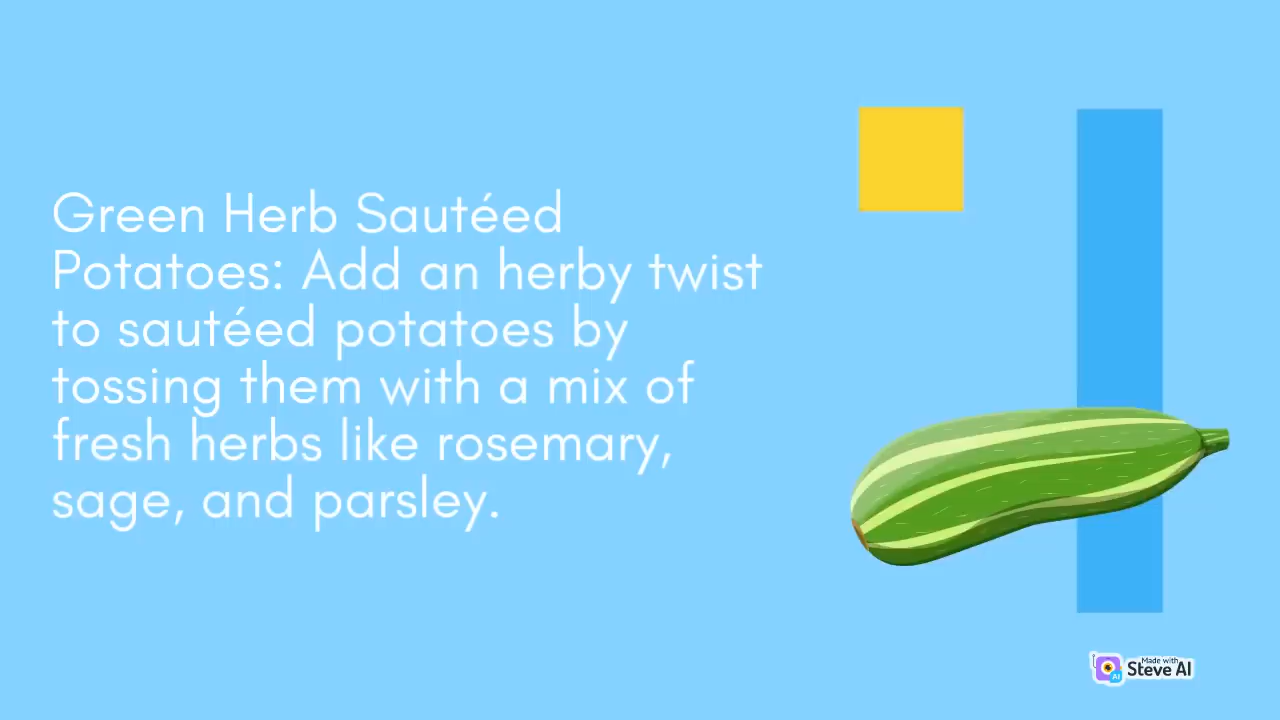 Green Herb Sautéed
Potatoes: Add an herby twist
to sautéed potatoes by
tossing them with a mix of
fresh herbs like rosemary,
sage, and parsley.
Made with
AI Steve AI